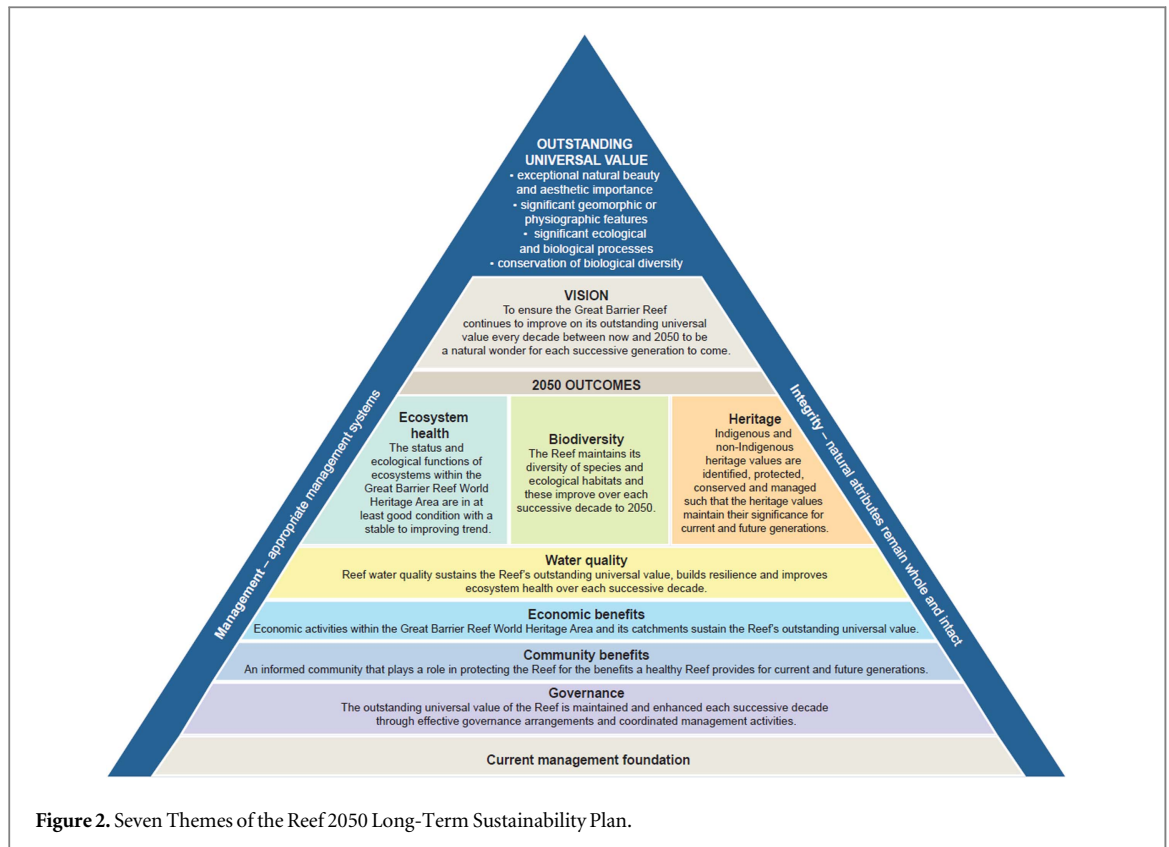 OUTSTANDING
UNIVERSAL VALUE
• exceptional natural beauty
and aesthetic importance
• significant geomorphic or
physiographic features
• significant ecological
and biological processes
• conservation of biological diversity
VISION
To ensure the Great Barrier Reef
continues to improve on its outstanding universal
value every decade between now and 2050 to be
a natural wonder for each successive generation to come.
2050 OUTCOMES
Management – appropriate management systems
Integrity – natural attributes remain whole and intact
Ecosystem
health
The status and
ecological functions of
ecosystems within the
Great Barrier Reef World
Heritage Area are in at
least good condition with a
stable to improving trend.
Biodiversity
The Reef maintains its
diversity of species and
ecological habitats and
these improve over each
successive decade to 2050.
Heritage
Indigenous and
non-Indigenous
heritage values are
identified, protected,
conserved and managed
such that the heritage values
maintain their significance for
current and future generations.
Water quality
Reef water quality sustains the Reef's outstanding universal value, builds resilience and improves
ecosystem health over each successive decade.
Economic benefits
Economic activities within the Great Barrier Reef World Heritage Area and its catchments sustain the Reef's outstanding universal value.
Community benefits
An informed community that plays a role in protecting the Reef for the benefits a healthy Reef provides for current and future generations.
Governance
The outstanding universal value of the Reef is maintained and enhanced each successive decade
through effective governance arrangements and coordinated management activities.
Current management foundation
Figure 2. Seven Themes of the Reef 2050 Long-Term Sustainability Plan.